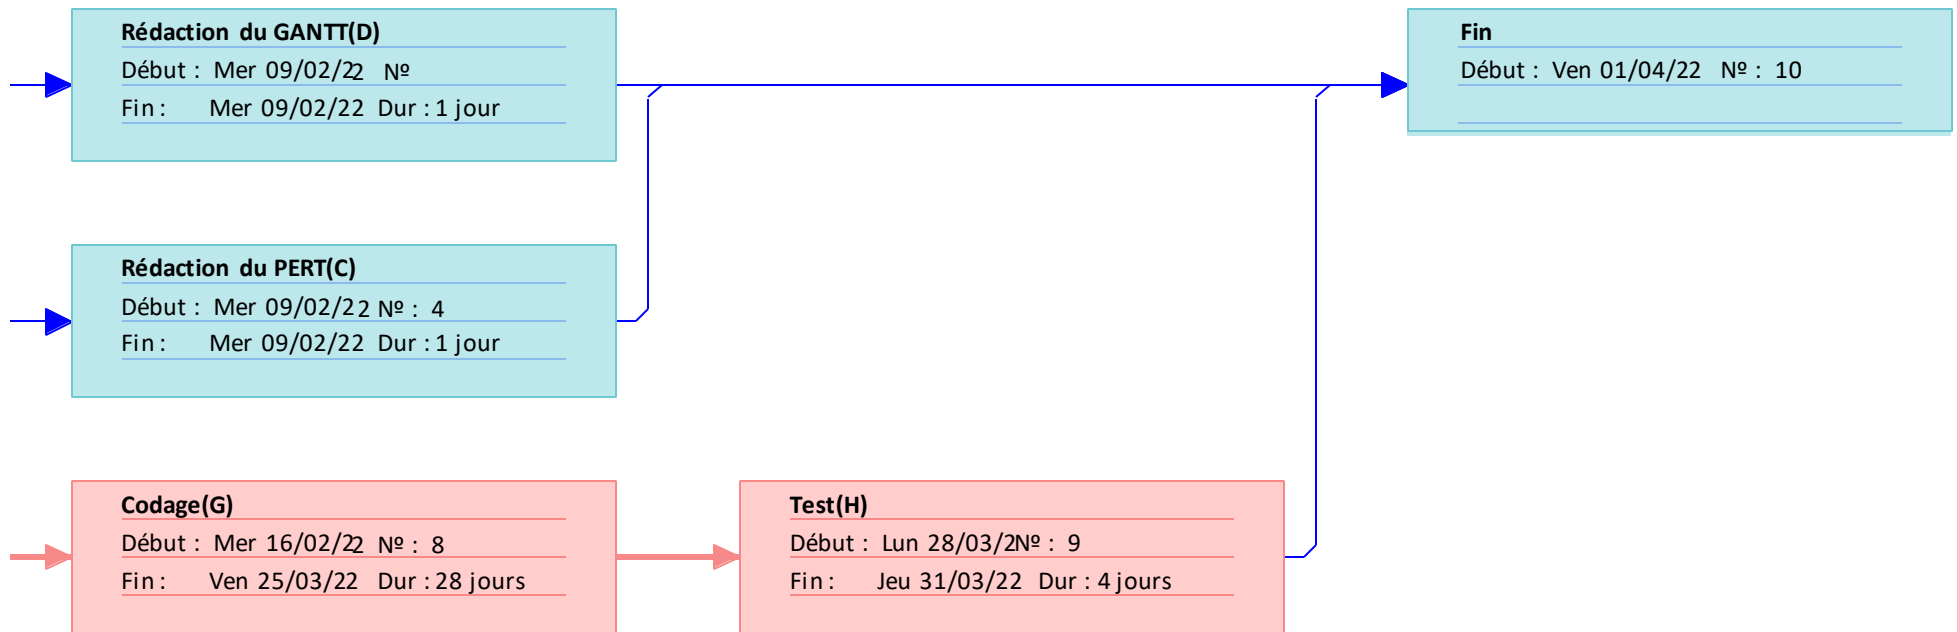 Rédaction du GANTT(D)
Début : Mer 09/02/22 Nº
Fin : Mer 09/02/22 Dur : 1 jour
Fin
Début : Ven 01/04/22 Nº : 10
Rédaction du PERT(C)
Début : Mer 09/02/22 Nº : 4
Fin : Mer 09/02/22 Dur : 1 jour
Codage(G)
Début : Mer 16/02/22 Nº : 8
Fin : Ven 25/03/22 Dur : 28 jours
Test(H)
Début : Lun 28/03/2Nº : 9
Fin : Jeu 31/03/22 Dur : 4 jours